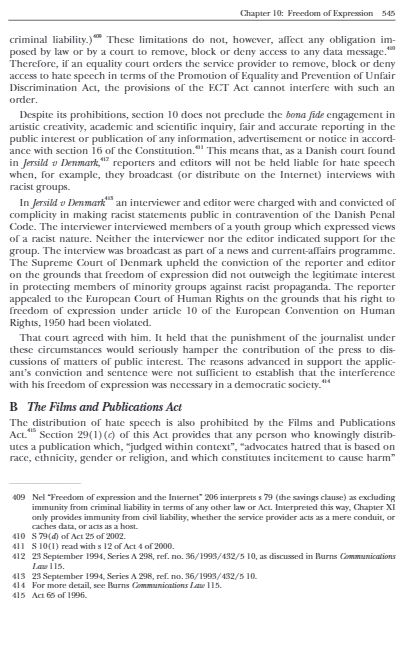 Chapter 10: Freedom of Expression 545
criminal liability.)409 These limitations do not, however, affect any obligation im-
posed by law or by a court to remove, block or deny access to any data message.410
Therefore, if an equality court orders the service provider to remove, block or deny
access to hate speech in terms of the Promotion of Equality and Prevention of Unfair
Discrimination Act, the provisions of the ECT Act cannot interfere with such an
order.
Despite its prohibitions, section 10 does not preclude the bona fide engagement in
artistic creativity, academic and scientific inquiry, fair and accurate reporting in the
public interest or publication of any information, advertisement or notice in accord-
ance with section 16 of the Constitution.411 This means that, as a Danish court found
in Jersild v Denmark,412 reporters and editors will not be held liable for hate speech
when, for example, they broadcast (or distribute on the Internet) interviews with
racist groups.
In Jersild v Denmark413 an interviewer and editor were charged with and convicted of
complicity in making racist statements public in contravention of the Danish Penal
Code. The interviewer interviewed members of a youth group which expressed views
of a racist nature. Neither the interviewer nor the editor indicated support for the
group. The interview was broadcast as part of a news and current-affairs programme.
The Supreme Court of Denmark upheld the conviction of the reporter and editor
on the grounds that freedom of expression did not outweigh the legitimate interest
in protecting members of minority groups against racist propaganda. The reporter
appealed to the European Court of Human Rights on the grounds that his right to
freedom of expression under article 10 of the European Convention on Human
Rights, 1950 had been violated.
That court agreed with him. It held that the punishment of the journalist under
these circumstances would seriously hamper the contribution of the press to dis-
cussions of matters of public interest. The reasons advanced in support the applic-
ant's conviction and sentence were not sufficient to establish that the interference
with his freedom of expression was necessary in a democratic society.414
B The Films and Publications Act
The distribution of hate speech is also prohibited by the Films and Publications
Act.415 Section 29(1)(c) of this Act provides that any person who knowingly distrib-
utes a publication which, "judged within context", "advocates hatred that is based on
race, ethnicity, gender or religion, and which constitutes incitement to cause harm"
409 Nel "Freedom of expression and the Internet" 206 interprets s 79 (the savings clause) as excluding
immunity from criminal liability in terms of any other law or Act. Interpreted this way, Chapter XI
only provides immunity from civil liability, whether the service provider acts as a mere conduit, or
caches data, or acts as a host.
410 S 79(d) of Act 25 of 2002.
411 S 10(1) read with s 12 of Act 4 of 2000.
412 23 September 1994, Series A 298, ref. no. 36/1993/432/5 10, as discussed in Burns Communications
Law 115.
413 23 September 1994, Series A 298, ref. no. 36/1993/432/5 10.
414 For more detail, see Burns Communications Law 115.
415 Act 65 of 1996.